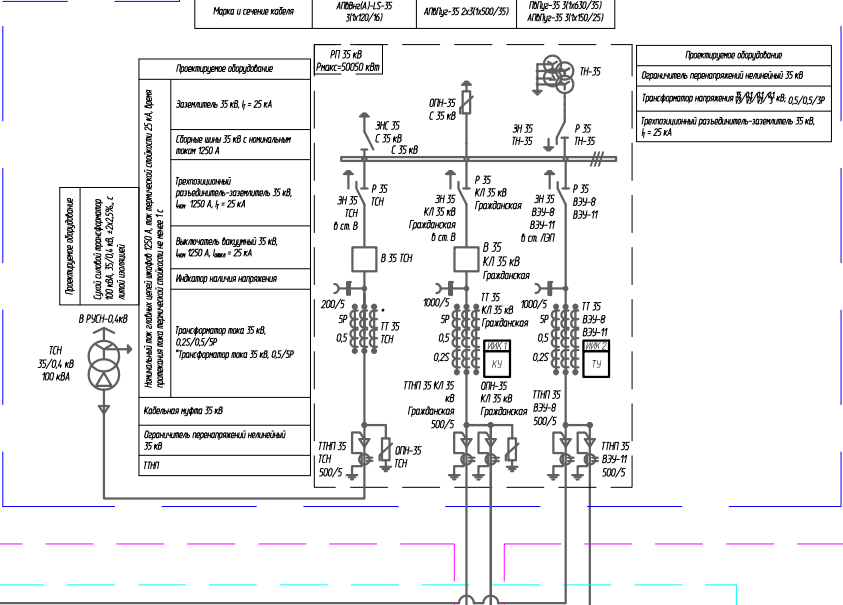 Марка и сечение кабеля
АПвВнг(А)-LS-35
3(1х120/16)
АПвПуг-35 2х3(1х500/35)
ПвПуг-35 3(1х630/35)
АПвПуг-35 3(1х150/25)
РП 35 кВ
Рмакс=50050 кВт
Проектируемое оборудование
Заземлитель 35 кВ, Iт = 25 кА
Сборные шины 35 кВ с номинальным
током 1250 А
Трехпозиционный
разъединитель-заземлитель 35 кВ,
Iном 1250 А, Iт = 25 кА
Выключатель вакуумный 35 кВ,
Iном 1250 А, Iоткл = 25 кА
Индикатор наличия напряжения
Трансформатор тока 35 кВ,
0,2S/0,5/5Р
*Трансформатор тока 35 кВ, 0,5/5Р
Кабельная муфта 35 кВ
Ограничитель перенапряжений нелинейный
35 кВ
ТТНП
Номинальный ток главных цепей шкафов 1250 А, ток термической стойкости 25 кА, время
протекания тока термической стойкости не менее 1 с
Проектируемое оборудование
Сухой силовой трансформатор
100 кВА, 35/0,4 кВ, ±2х2,5%, с
литой изоляцией
В РУСН-0,4кВ
ТСН
35/0,4 кВ
100 кВА
ЗНС 35
С 35 кВ
С 35 кВ
ОПН-35
С 35 кВ
ТН-35
ЗН 35
ТН-35
Р 35
ТН-35
Проектируемое оборудование
Ограничитель перенапряжений нелинейный 35 кВ
Трансформатор напряжения кВ; 0,5/0,5/3Р
Трехпозиционный разъединитель-заземлитель 35 кВ,
Iт = 25 кА
Р 35
ТСН
ЗН 35
ТСН
в ст. В
Р 35
КЛ 35 кВ
Гражданская
ЗН 35
КЛ 35 кВ
Гражданская
в ст. В
Р 35
ВЭУ-8
ВЭУ-11
ЗН 35
ВЭУ-8
ВЭУ-11
в ст. ЛЭП
В 35 ТСН
В 35
КЛ 35 кВ
Гражданская
200/5
5Р
0,5
*
ТТ 35
ТСН
1000/5
5Р
0,5
0,2S
ТТ 35
КЛ 35 кВ
Гражданская
ИИК 1
КУ
1000/5
5Р
0,5
0,2S
ТТ 35
ВЭУ-8
ВЭУ-11
ИИК 2
ТУ
ТТНП 35 КЛ 35
кВ
Гражданская
500/5
ОПН-35
КЛ 35 кВ
Гражданская
ТТНП 35
ВЭУ-8
500/5
ТТНП 35
ТСН
500/5
ОПН-35
ТСН
ТТНП 35
ВЭУ-11
500/5